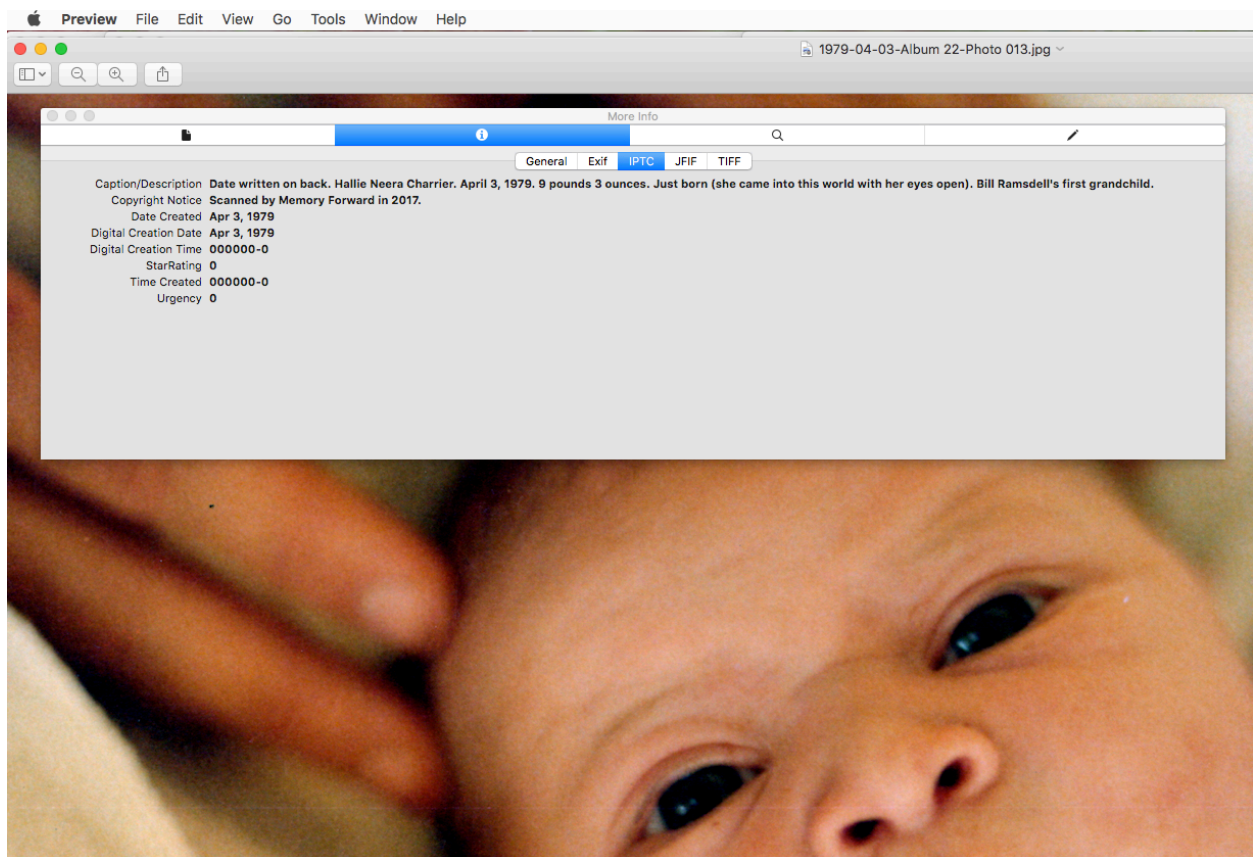 Preview File Edit View Go Tools Window Help
1979-04-03-Album 22-Photo 013.jpg
More Info
General Exif IPTC JFIF TIFF
Caption/Description Date written on back. Hallie Neera Charrier. April 3, 1979. 9 pounds 3 ounces. Just born (she came into this world with her eyes open). Bill Ramsdell's first grandchild.
Copyright Notice Scanned by Memory Forward in 2017.
Date Created Apr 3, 1979
Digital Creation Date Apr 3, 1979
Digital Creation Time 000000-0
StarRating 0
Time Created 000000-0
Urgency 0